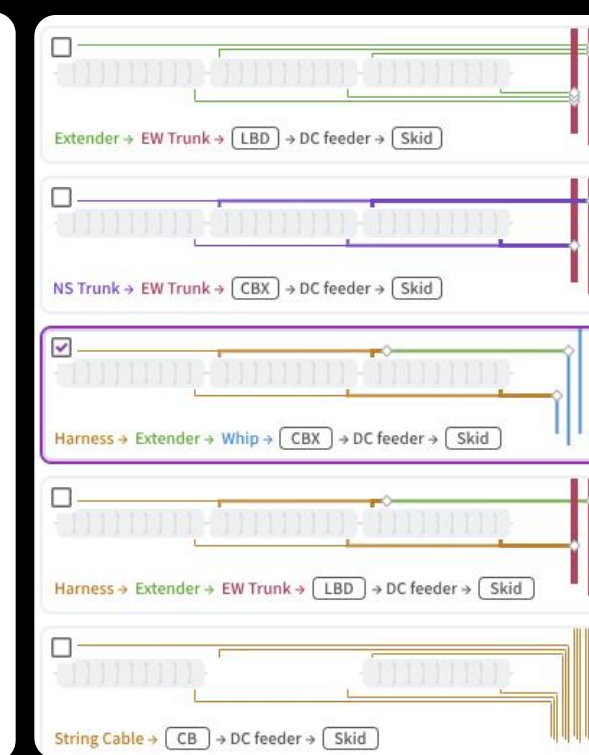 Extender → EW Trunk → LBD → DC feeder → Skid
NS Trunk → EW Trunk → CBX → DC feeder → Skid
Harness → Extender → Whip → CBX → DC feeder → Skid
Harness → Extender → EW Trunk → LBD → DC feeder → Skid
String Cable → CB → DC feeder → Skid